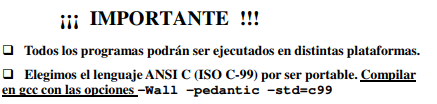 ¡¡¡ IMPORTANTE !!!
❑ Todos los programas podrán ser ejecutados en distintas plataformas.
❑ Elegimos el lenguaje ANSI C (ISO C-99) por ser portable. Compilar
en gcc con las opciones –Wall –pedantic –std=c99